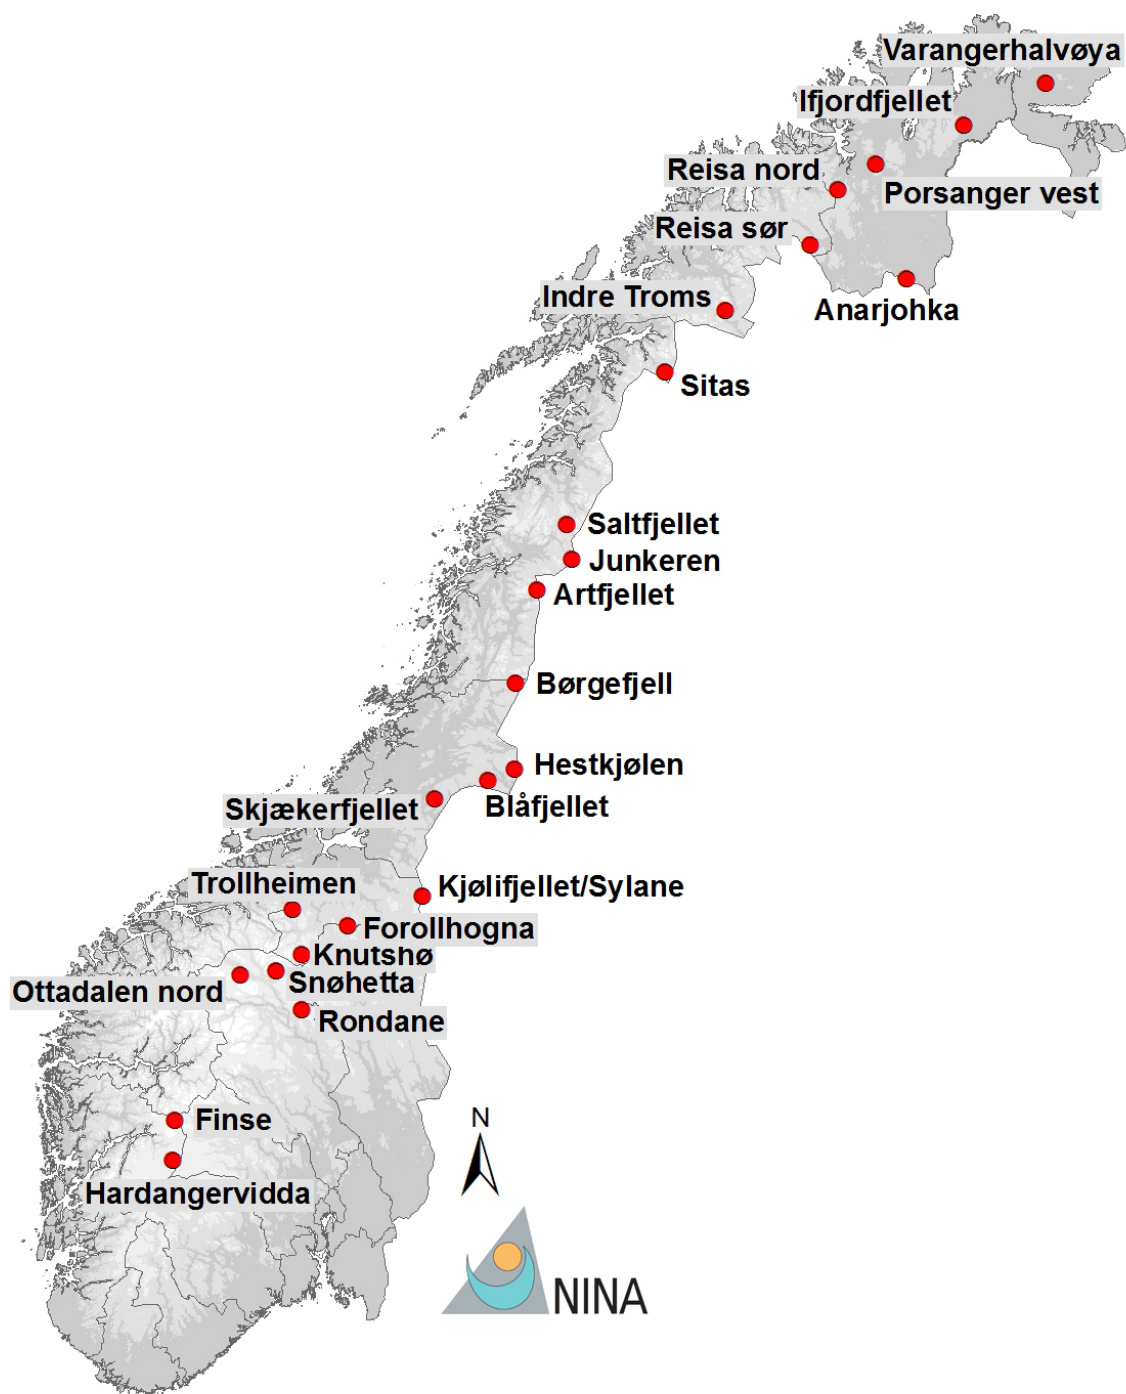 Varangerhalvøya
Ifjordfjellet
Reisa nord
Porsanger vest
Reisa sør
Indre Troms
Anarjohka
Sitas
Saltfjellet
Junkeren
Artfjellet
Børgefjell
Hestkjølen
Blåfjellet
Skjækerfjellet
Trollheimen
Kjølifjellet/Sylane
Forollhogna
Knutshø
Snøhetta
Ottadalen nord
Rondane
Finse
N
Hardangervidda
NINA